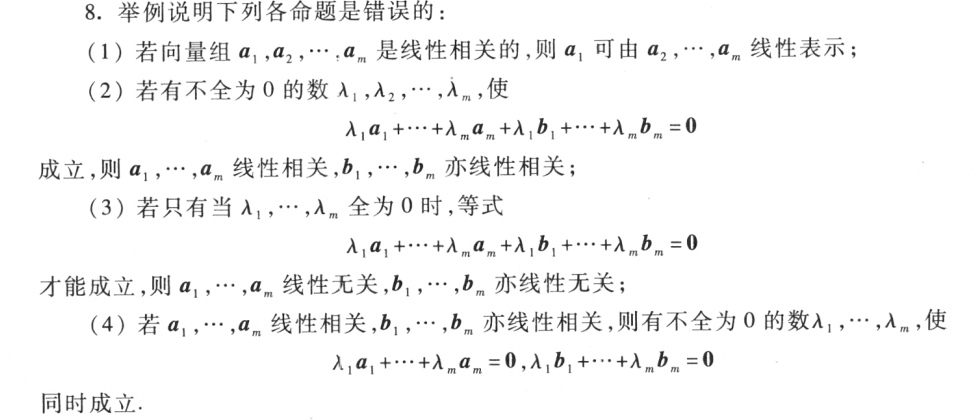 8. 举例说明下列各命题是错误的:
(1) 若向量组 a₁,a₂,⋯,aₘ 是线性相关的,则 a₁ 可由 a₂,⋯,aₘ 线性表示;
(2) 若有不全为 0 的数 λ₁,λ₂,⋯,λₘ,使
λ₁a₁+⋯+λₘaₘ+λ₁b₁+⋯+λₘbₘ=0
成立,则 a₁,⋯,aₘ 线性相关,b₁,⋯,bₘ 亦线性相关;
(3) 若只有当 λ₁,⋯,λₘ 全为 0 时,等式
λ₁a₁+⋯+λₘaₘ+λ₁b₁+⋯+λₘbₘ=0
才能成立,则 a₁,⋯,aₘ 线性无关,b₁,⋯,bₘ 亦线性无关;
(4) 若 a₁,⋯,aₘ 线性相关,b₁,⋯,bₘ 亦线性相关,则有不全为 0 的数λ₁,⋯,λₘ,使
λ₁a₁+⋯+λₘaₘ=0,λ₁b₁+⋯+λₘbₘ=0
同时成立.